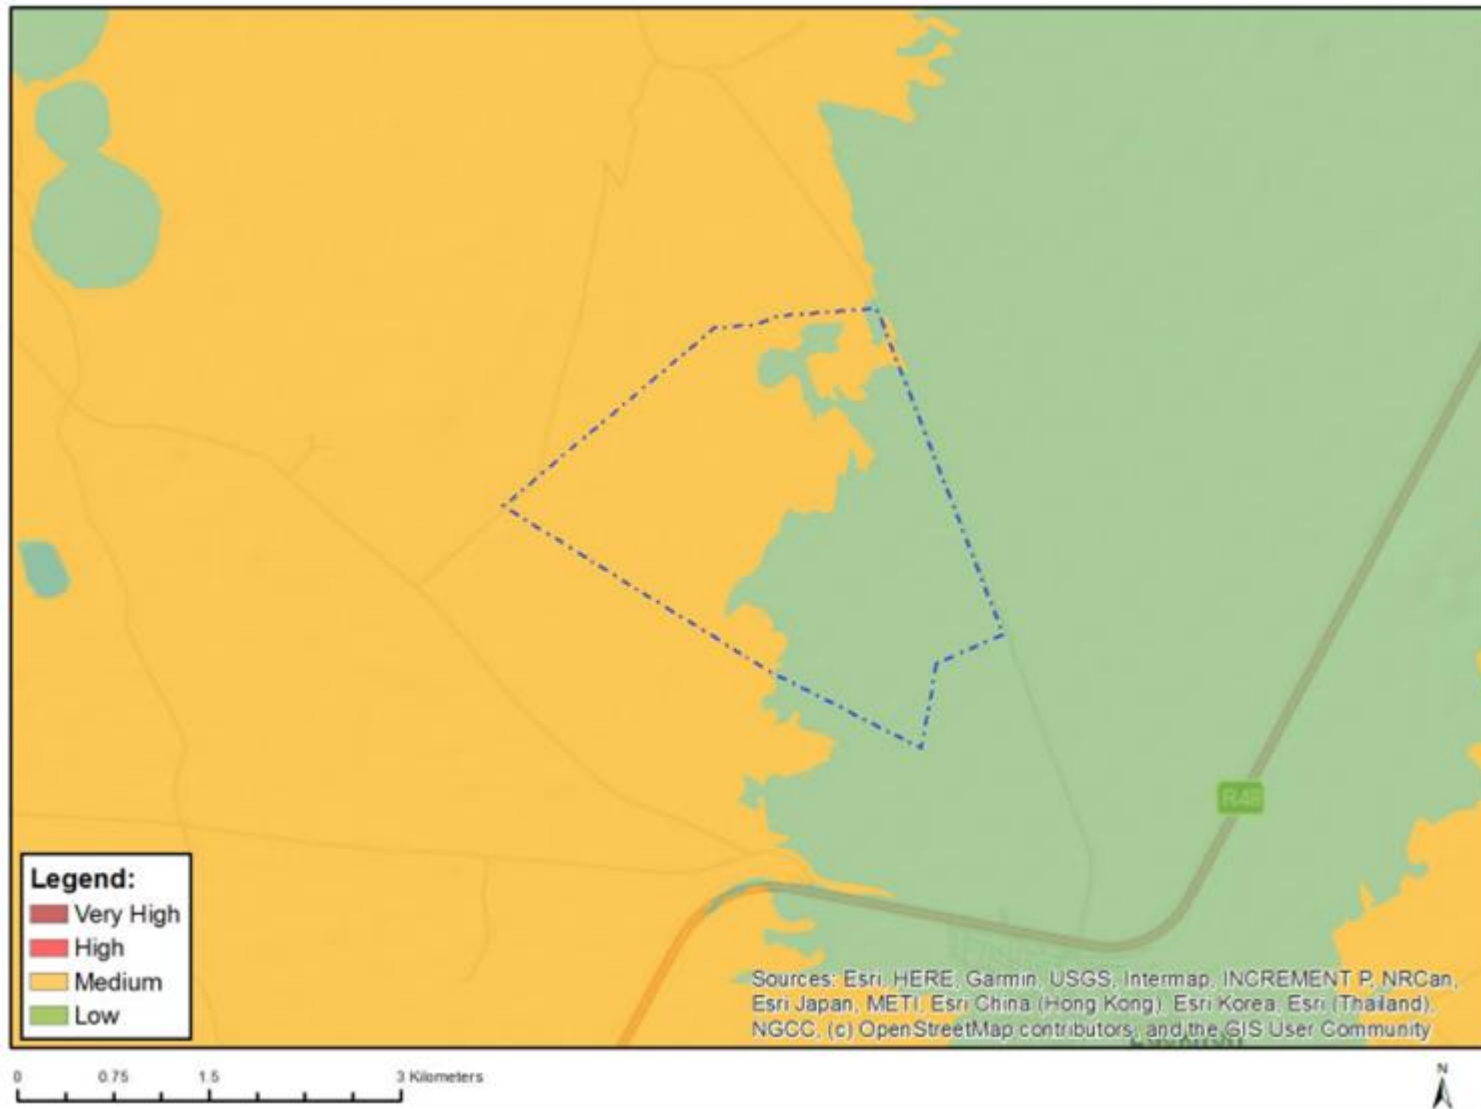 R48
Legend:
Very High
High
Medium
Low
Sources: Esri, HERE, Garmin, USGS, Intermap, INCREMENT P, NRCan,
Esri Japan, METI, Esri China (Hong Kong), Esri Korea, Esri (Thailand),
NGCC, (c) OpenStreetMap contributors, and the GIS User Community
0 0.75 1.5 3 Kilometers
N